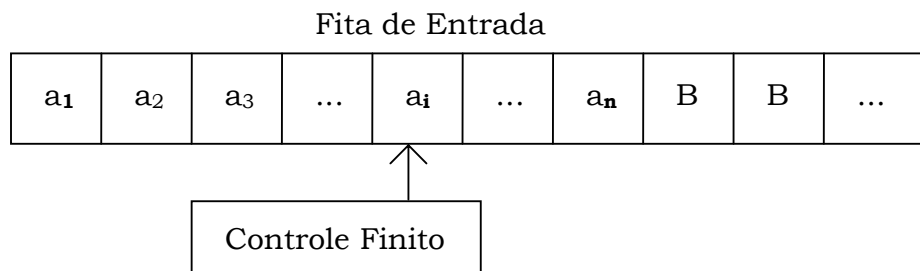 Fita de Entrada
a₁ a₂ a₃ ... aᵢ ... aₙ B B ...
Controle Finito